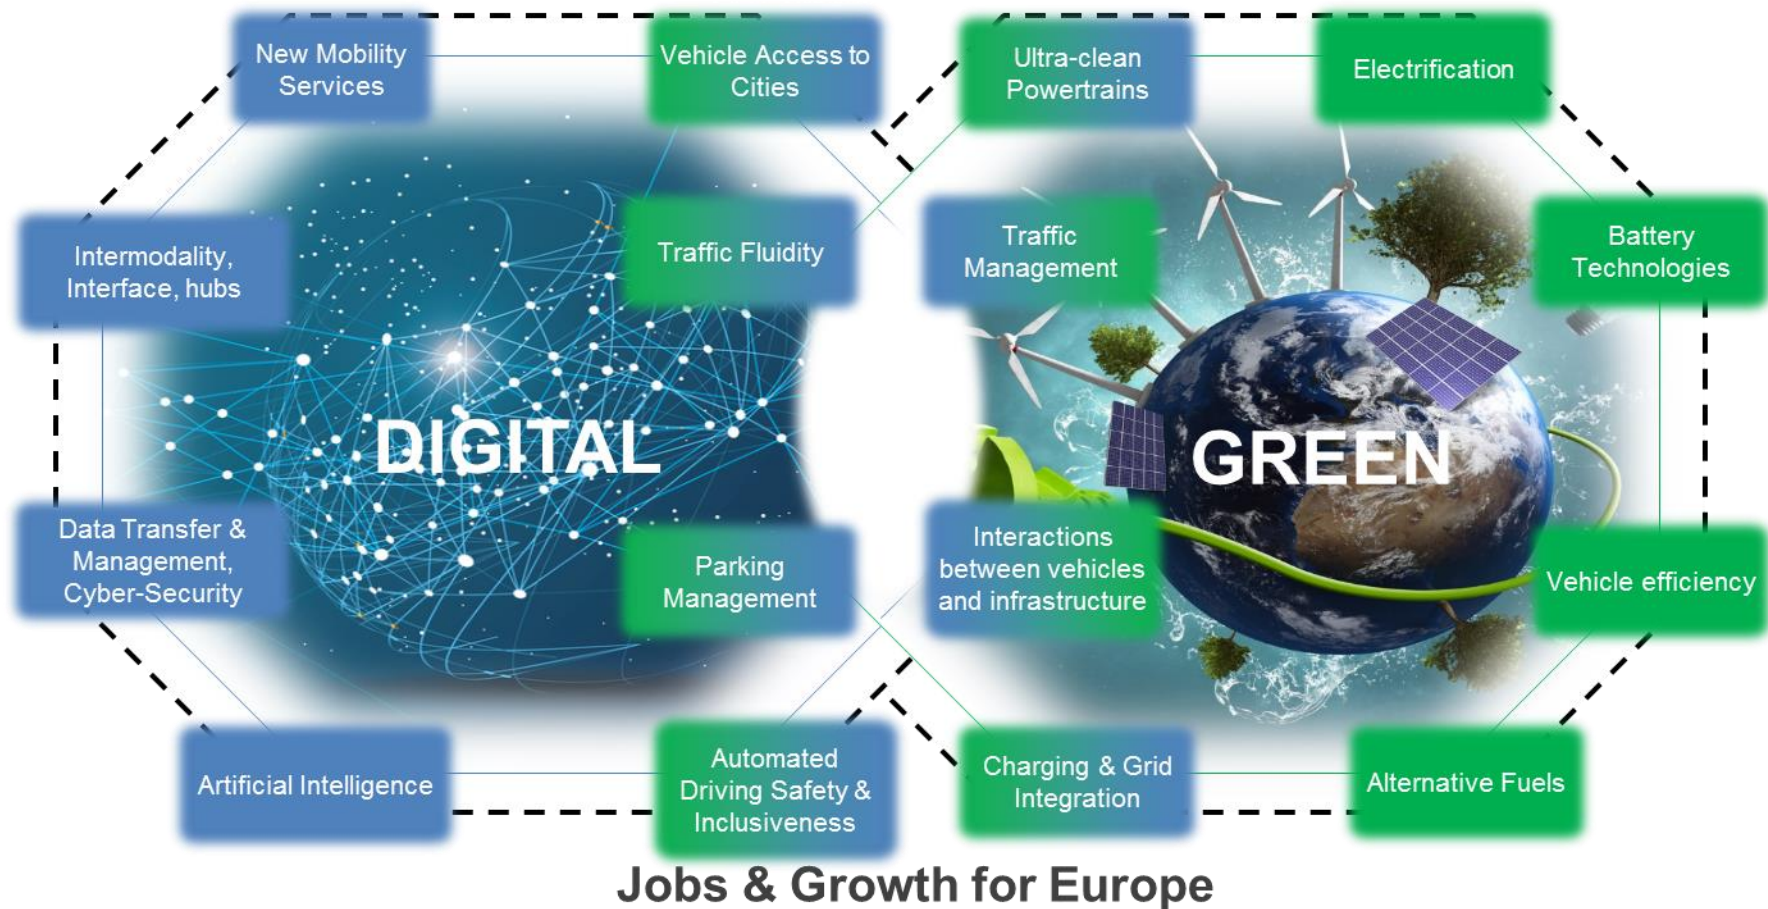 New Mobility
Services
Vehicle Access to
Cities
Ultra-clean
Powertrains
Electrification
Intermodality,
Interface, hubs
Traffic Fluidity
Traffic
Management
Battery
Technologies
DIGITAL
GREEN
Data Transfer &
Management,
Cyber-Security
Parking
Management
Interactions
between vehicles
and infrastructure
Vehicle efficiency
Artificial Intelligence
Automated
Driving Safety &
Inclusiveness
Charging & Grid
Integration
Alternative Fuels
Jobs & Growth for Europe